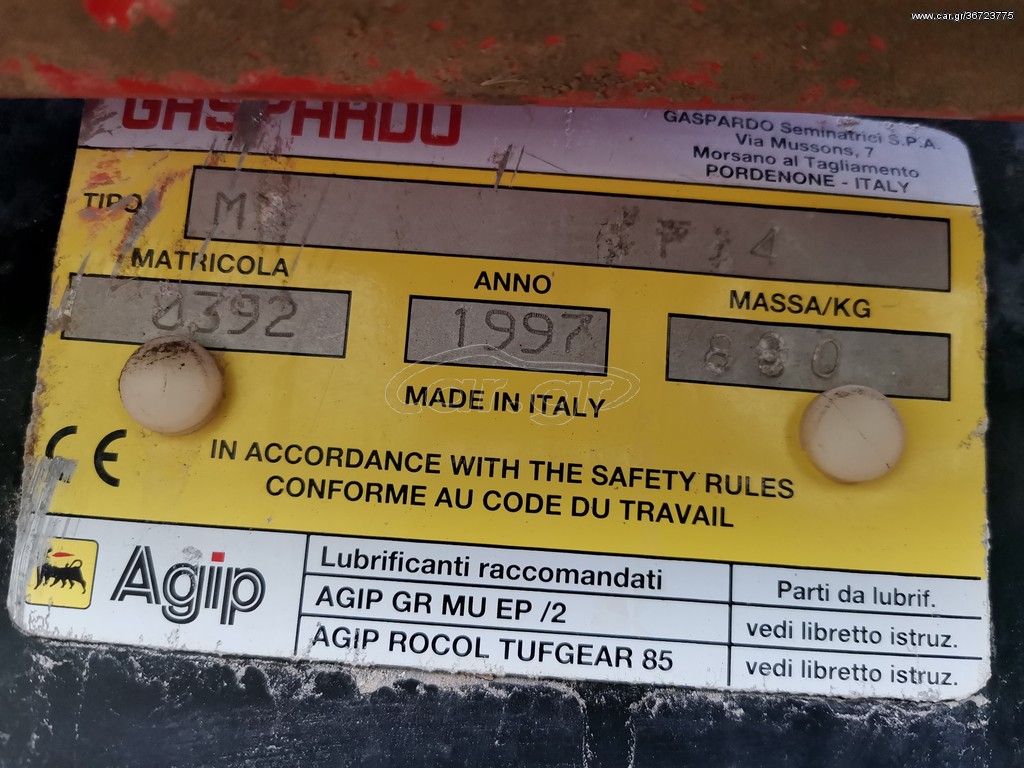 www.car.gr/36723775
GASPARDO
GASPARDO Seminatrici S.P.A.
Via Mussons, 7
Morsano al Tagliamento
PORDENONE - ITALY
TIPO
MATRICOLA
0392
ANNO
1997
MASSA/KG
MADE IN ITALY
CE
IN ACCORDANCE WITH THE SAFETY RULES
CONFORME AU CODE DU TRAVAIL
Agip
Lubrificanti raccomandati
Parti da lubrif.
AGIP GR MU EP /2
vedi libretto istruz.
AGIP ROCOL TUFGEAR 85
vedi libretto istruz.